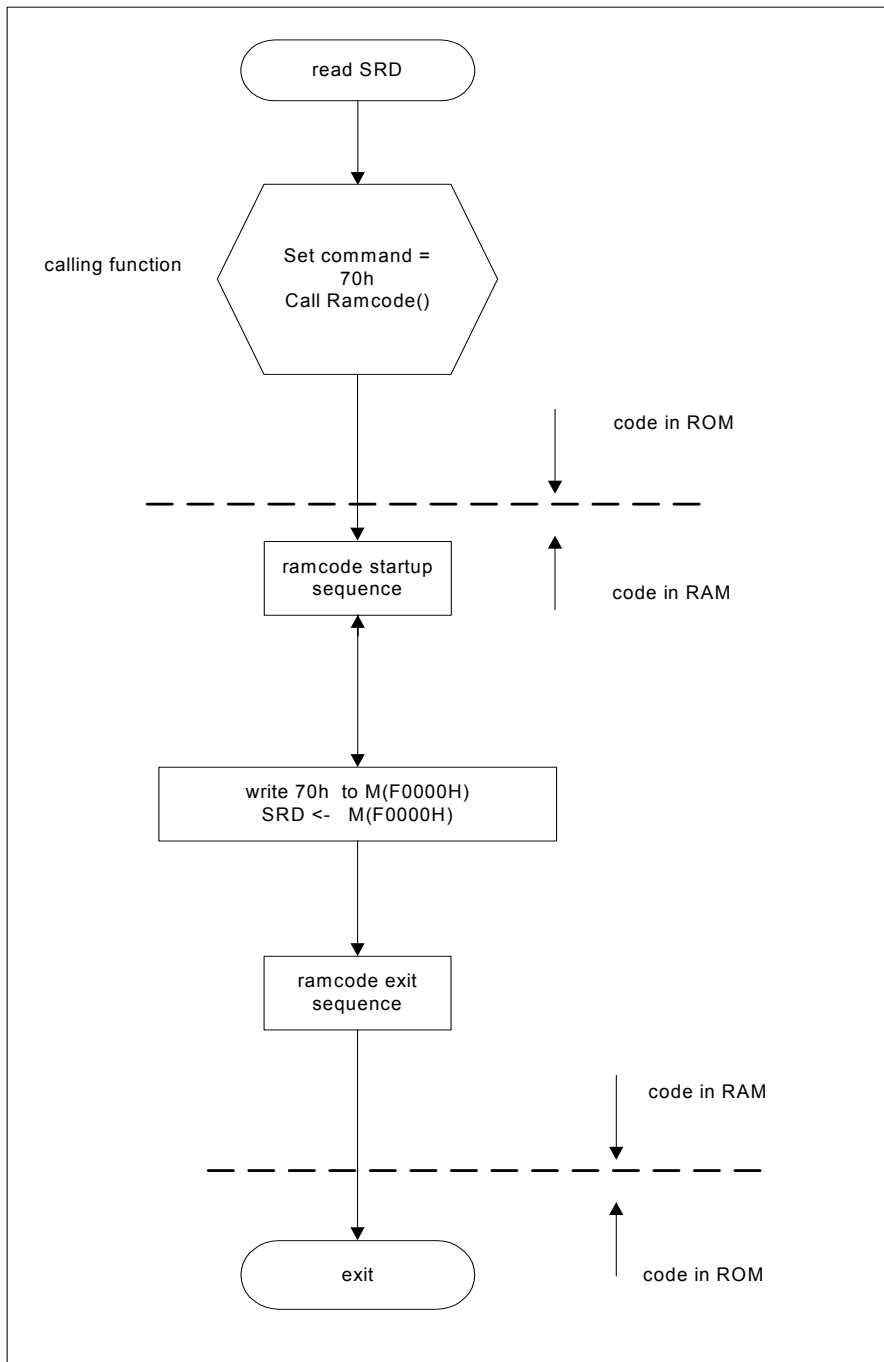 read SRD
calling function
Set command =
70h
Call Ramcode()
code in ROM
ramcode startup
sequence
code in RAM
write 70h to M(F0000H)
SRD <- M(F0000H)
ramcode exit
sequence
code in RAM
exit
code in ROM